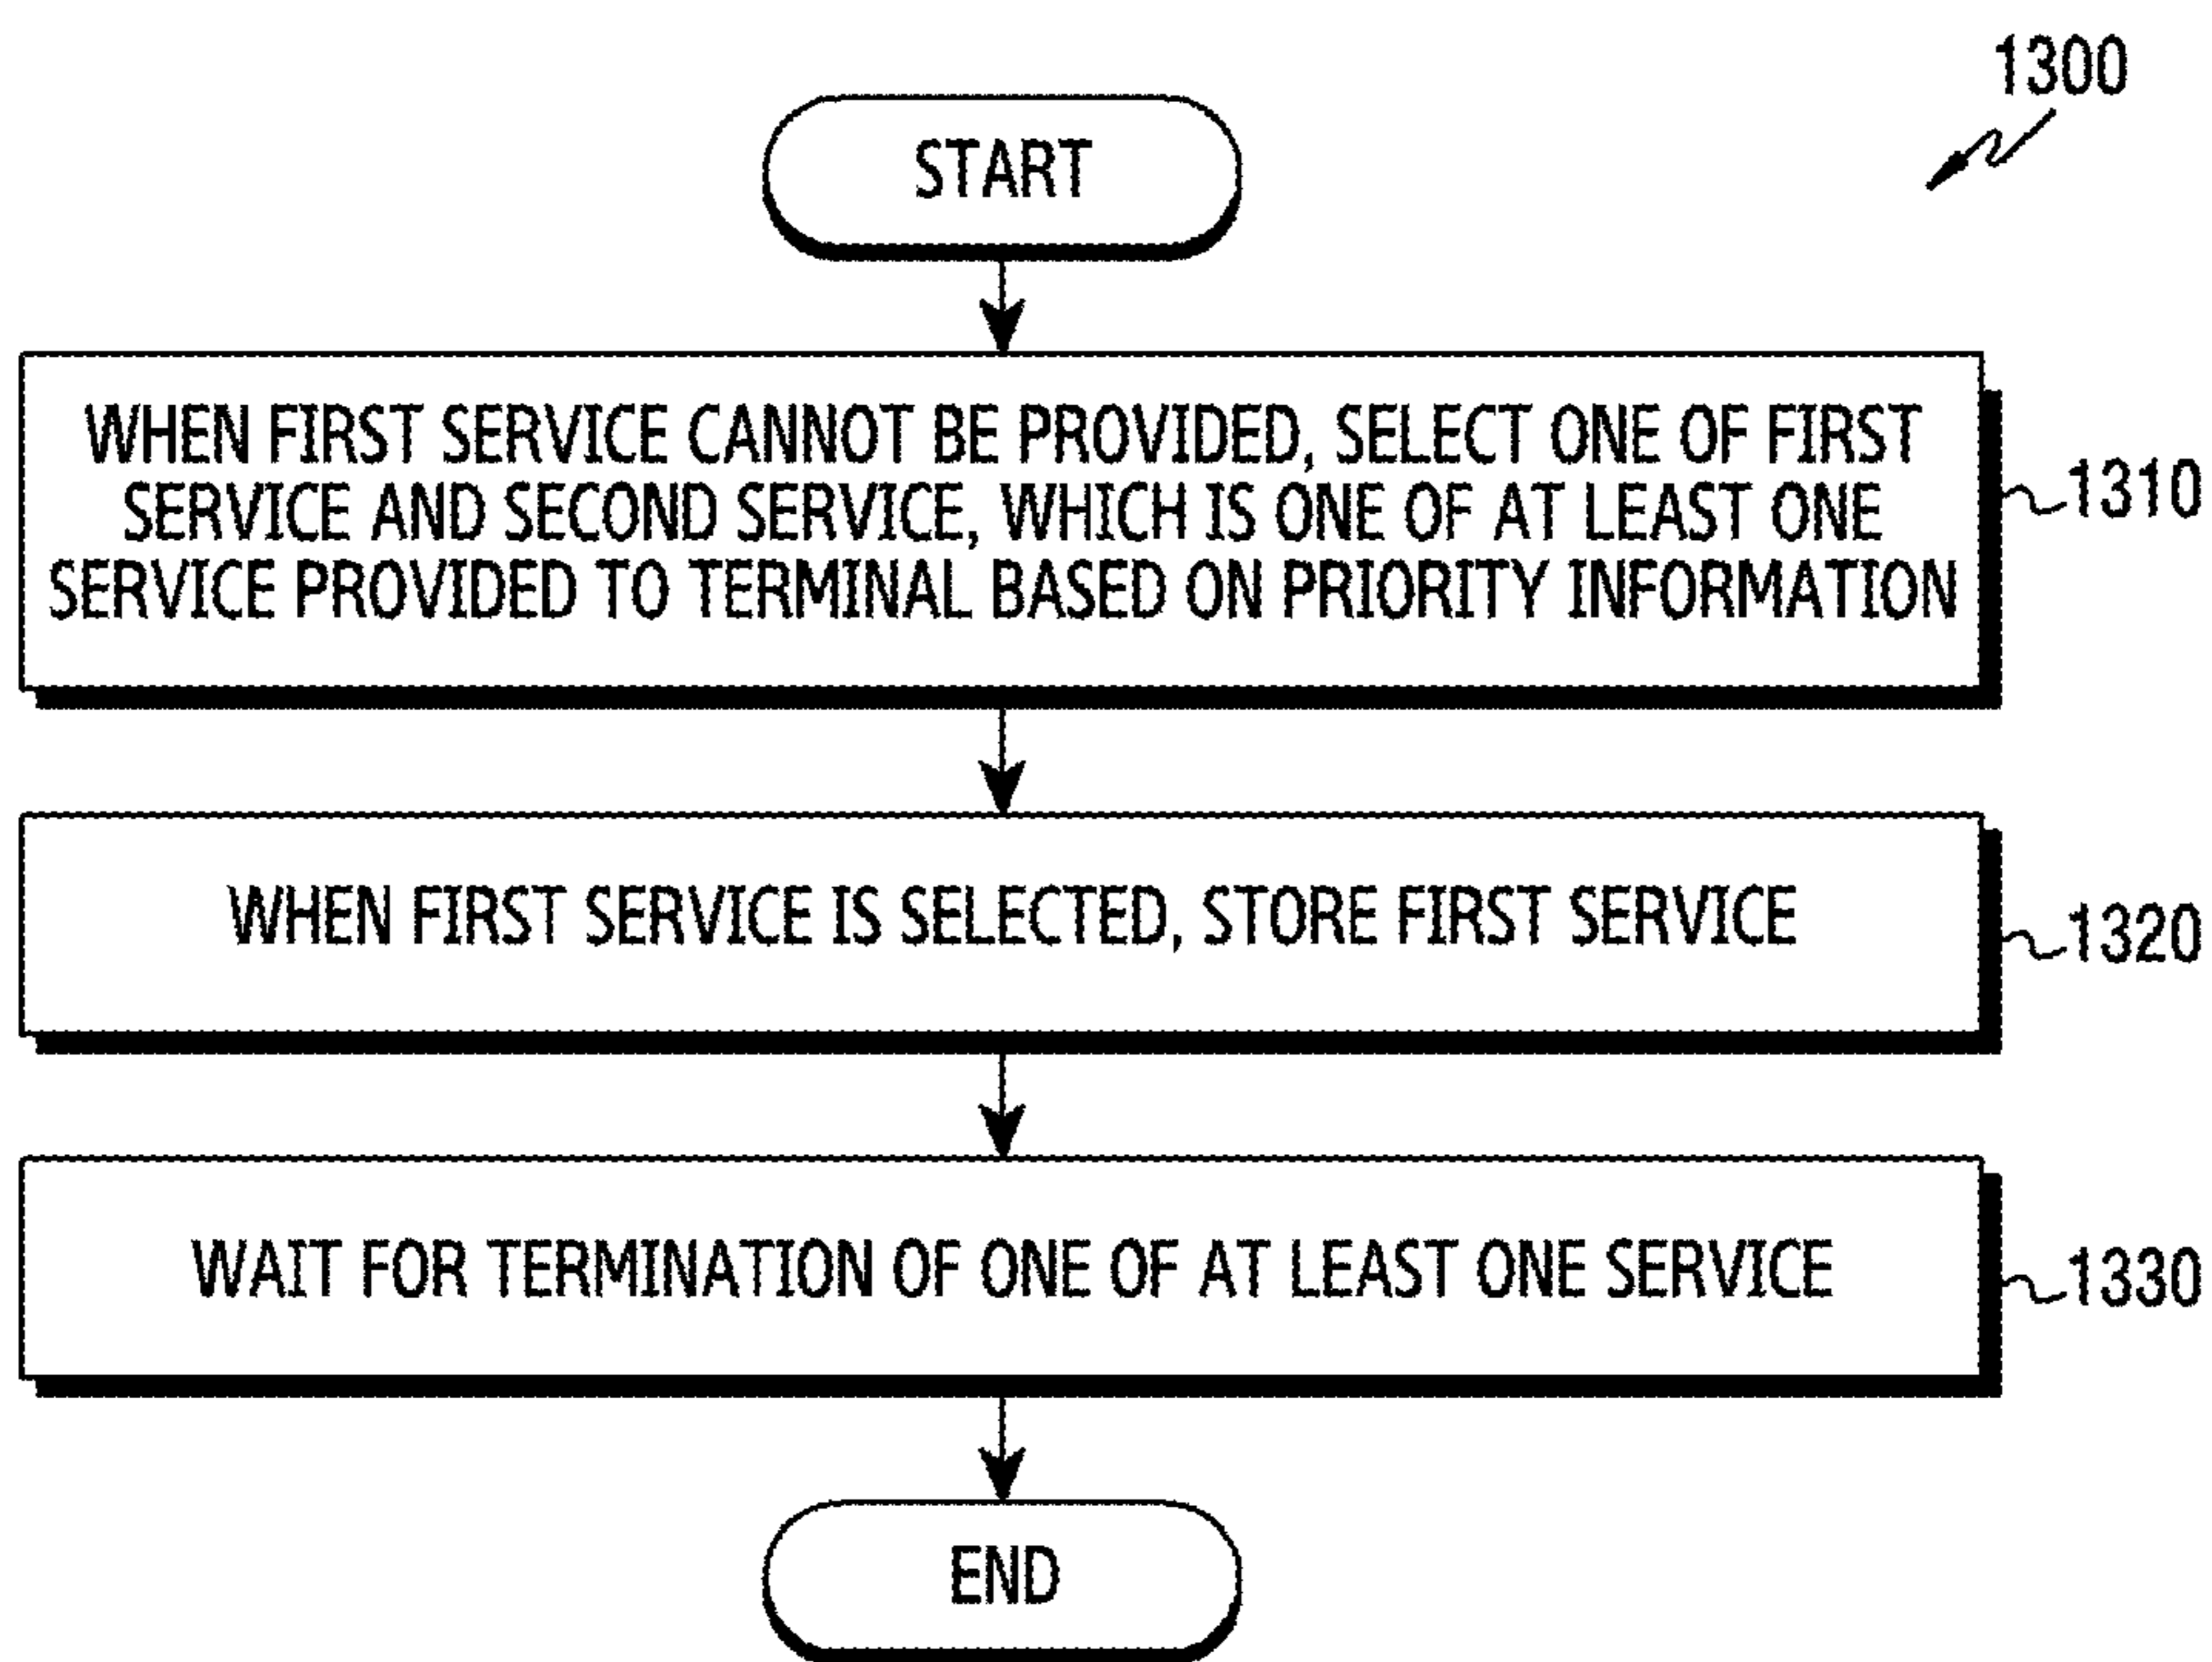 1300
START
WHEN FIRST SERVICE CANNOT BE PROVIDED, SELECT ONE OF FIRST
SERVICE AND SECOND SERVICE, WHICH IS ONE OF AT LEAST ONE
SERVICE PROVIDED TO TERMINAL BASED ON PRIORITY INFORMATION
1310
WHEN FIRST SERVICE IS SELECTED, STORE FIRST SERVICE
1320
WAIT FOR TERMINATION OF ONE OF AT LEAST ONE SERVICE
1330
END